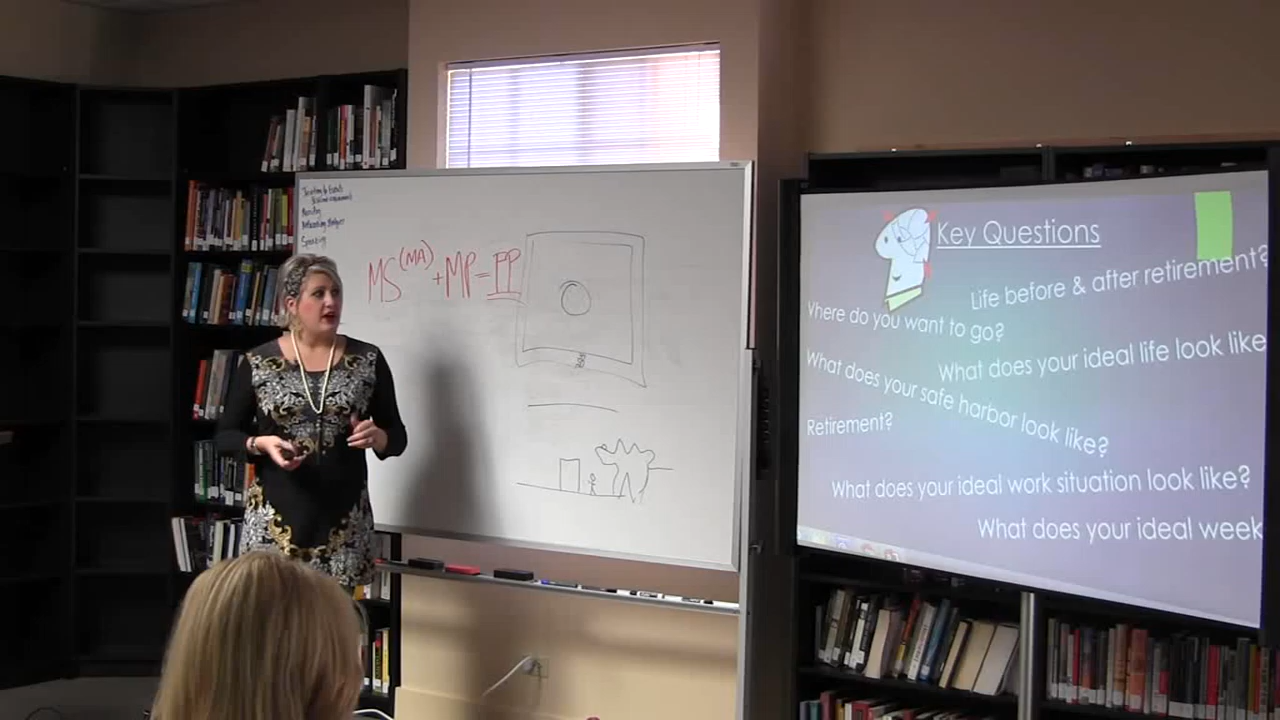 MS (MA) + MP = PP
Key Questions
Life before & after retirement?
Where do you want to go?
What does your ideal life look like
What does your safe harbor look like?
Retirement?
What does your ideal work situation look like?
What does your ideal week